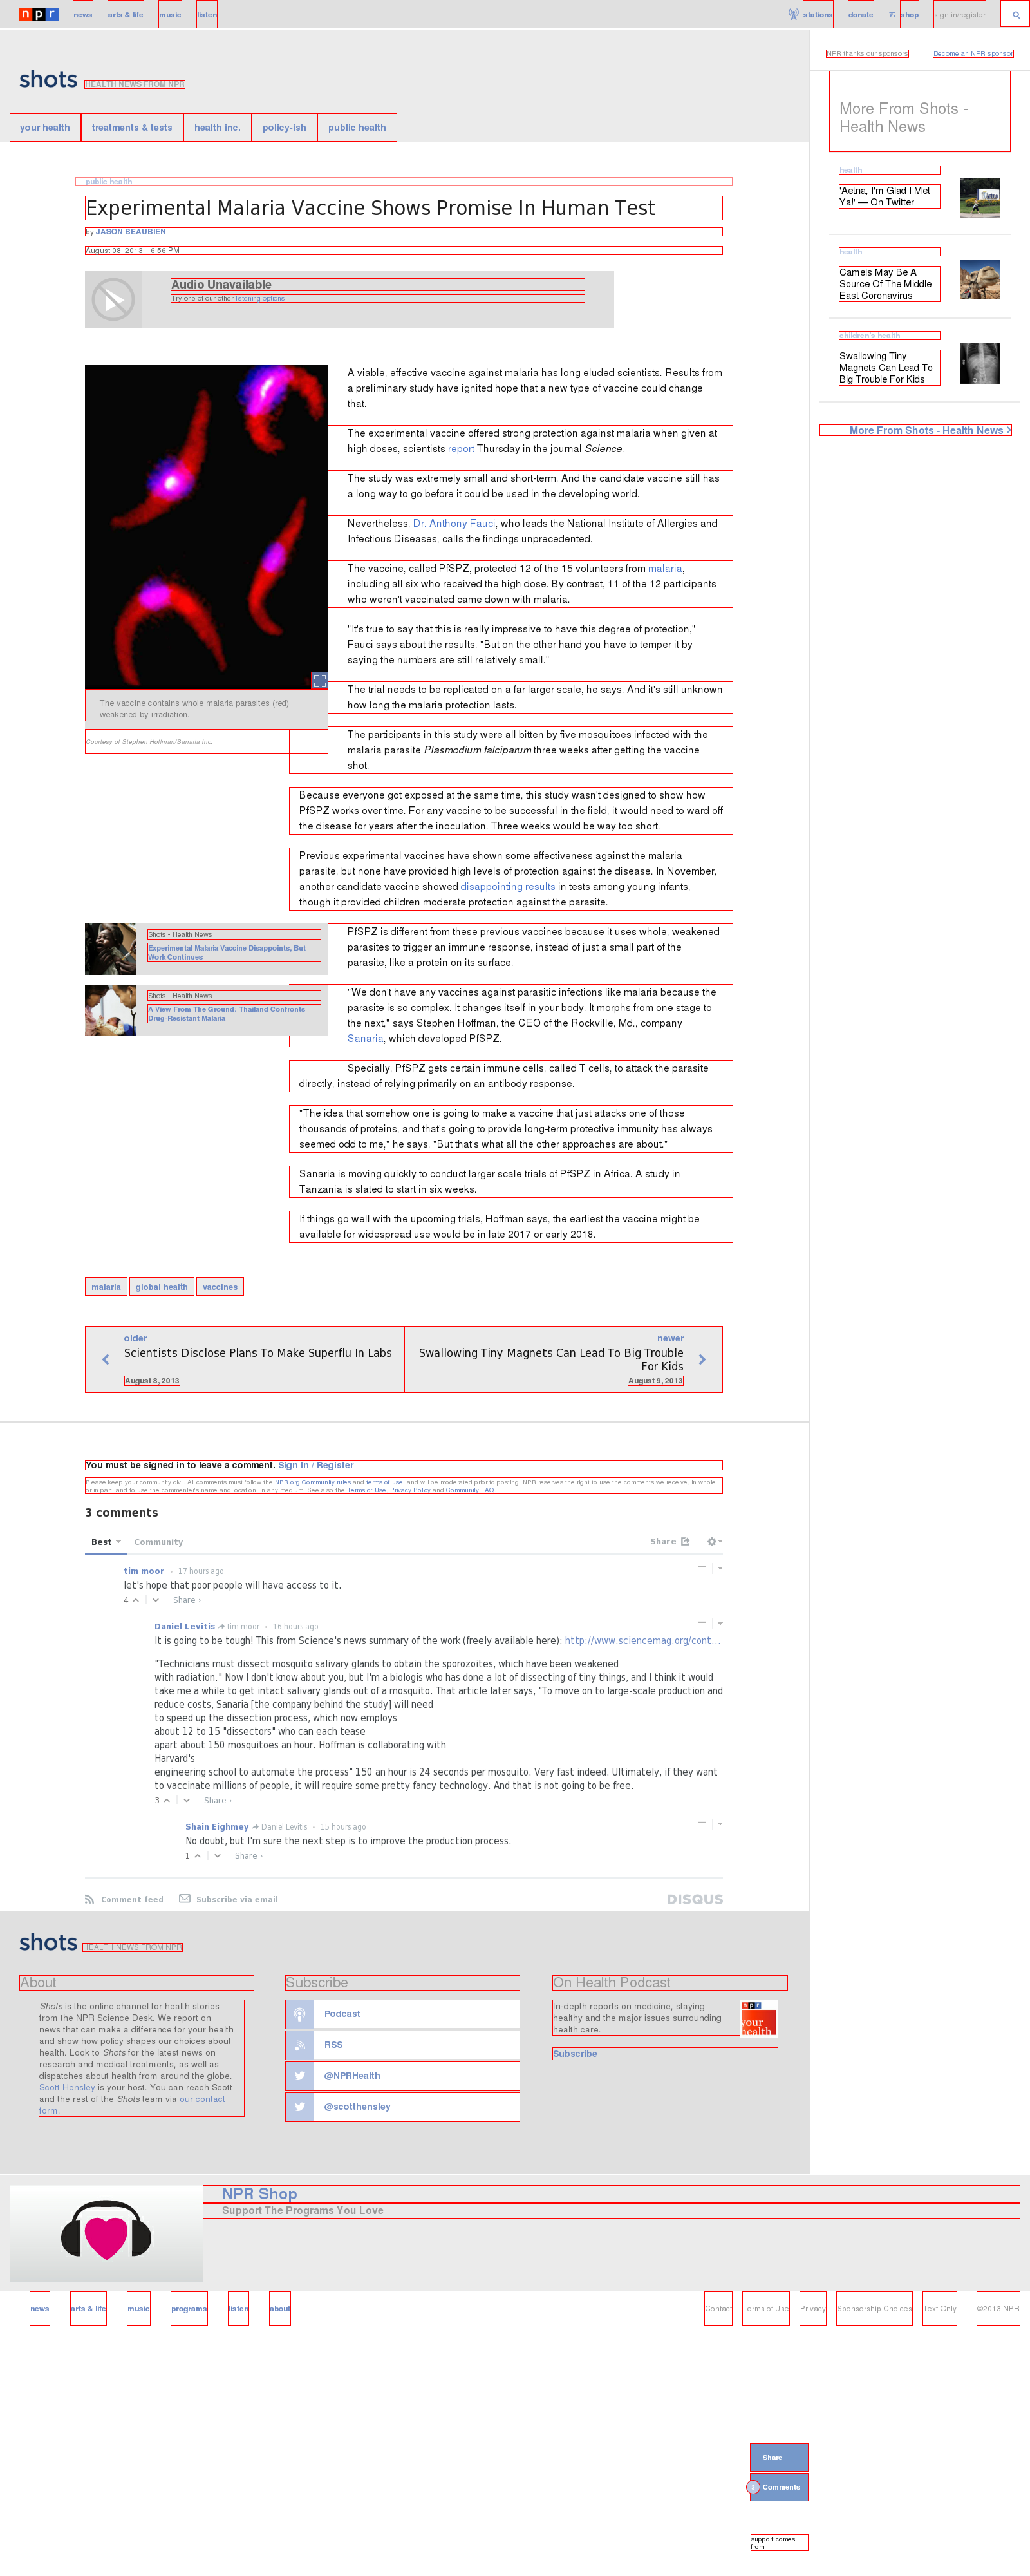 npr
news
arts & life
music
listen
stations
donate
shop
sign in/register
NPR thanks our sponsors
Become an NPR sponsor
shots
HEALTH NEWS FROM NPR
your health
treatments & tests
health inc.
policy-ish
public health
public health
Experimental Malaria Vaccine Shows Promise In Human Test
by JASON BEAUBIEN
August 08, 2013 6:56 PM
Audio Unavailable
Try one of our other listening options
The vaccine contains whole malaria parasites (red)
weakened by irradiation.
Courtesy of Stephen Hoffman/Sanaria Inc.
A viable, effective vaccine against malaria has long eluded scientists. Results from
a preliminary study have ignited hope that a new type of vaccine could change
that.
The experimental vaccine offered strong protection against malaria when given at
high doses, scientists report Thursday in the journal Science.
The study was extremely small and short-term. And the candidate vaccine still has
a long way to go before it could be used in the developing world.
Nevertheless, Dr. Anthony Fauci, who leads the National Institute of Allergies and
Infectious Diseases, calls the findings unprecedented.
The vaccine, called PfSPZ, protected 12 of the 15 volunteers from malaria,
including all six who received the high dose. By contrast, 11 of the 12 participants
who weren't vaccinated came down with malaria.
"It's true to say that this is really impressive to have this degree of protection,"
Fauci says about the results. "But on the other hand you have to temper it by
saying the numbers are still relatively small."
The trial needs to be replicated on a far larger scale, he says. And it's still unknown
how long the malaria protection lasts.
The participants in this study were all bitten by five mosquitoes infected with the
malaria parasite Plasmodium falciparum three weeks after getting the vaccine
shot.
Because everyone got exposed at the same time, this study wasn't designed to show how
PfSPZ works over time. For any vaccine to be successful in the field, it would need to ward off
the disease for years after the inoculation. Three weeks would be way too short.
Previous experimental vaccines have shown some effectiveness against the malaria
parasite, but none have provided high levels of protection against the disease. In November,
another candidate vaccine showed disappointing results in tests among young infants,
though it provided children moderate protection against the parasite.
Shots - Health News
Experimental Malaria Vaccine Disappoints, But
Work Continues
Shots - Health News
A View From The Ground: Thailand Confronts
Drug-Resistant Malaria
PfSPZ is different from these previous vaccines because it uses whole, weakened
parasites to trigger an immune response, instead of just a small part of the
parasite, like a protein on its surface.
"We don't have any vaccines against parasitic infections like malaria because the
parasite is so complex. It changes itself in your body. It morphs from one stage to
the next," says Stephen Hoffman, the CEO of the Rockville, Md., company
Sanaria, which developed PfSPZ.
Specially, PfSPZ gets certain immune cells, called T cells, to attack the parasite
directly, instead of relying primarily on an antibody response.
"The idea that somehow one is going to make a vaccine that just attacks one of those
thousands of proteins, and that's going to provide long-term protective immunity has always
seemed odd to me," he says. "But that's what all the other approaches are about."
Sanaria is moving quickly to conduct larger scale trials of PfSPZ in Africa. A study in
Tanzania is slated to start in six weeks.
If things go well with the upcoming trials, Hoffman says, the earliest the vaccine might be
available for widespread use would be in late 2017 or early 2018.
malaria
global health
vaccines
older
Scientists Disclose Plans To Make Superflu In Labs
August 8, 2013
newer
Swallowing Tiny Magnets Can Lead To Big Trouble
For Kids
August 9, 2013
More From Shots -
Health News
health
'Aetna, I'm Glad I Met
Ya!' — On Twitter
health
Camels May Be A
Source Of The Middle
East Coronavirus
children's health
Swallowing Tiny
Magnets Can Lead To
Big Trouble For Kids
More From Shots - Health News >
You must be signed in to leave a comment. Sign In / Register
Please keep your community civil. All comments must follow the NPR.org Community rules and terms of use, and will be moderated prior to posting. NPR reserves the right to use the comments we receive, in whole
or in part, and to use the commenter's name and location, in any medium. See also the Terms of Use, Privacy Policy and Community FAQ.
3 comments
Best
Community
Share
tim moor • 17 hours ago
let's hope that poor people will have access to it.
4 Share ›
Daniel Levitis tim moor • 16 hours ago
It is going to be tough! This from Science's news summary of the work (freely available here): http://www.sciencemag.org/cont...
"Technicians must dissect mosquito salivary glands to obtain the sporozoites, which have been weakened
with radiation." Now I don't know about you, but I'm a biologis who has done a lot of dissecting of tiny things, and I think it would
take me a while to get intact salivary glands out of a mosquito. That article later says, "To move on to large-scale production and
reduce costs, Sanaria [the company behind the study] will need
to speed up the dissection process, which now employs
about 12 to 15 "dissectors" who can each tease
apart about 150 mosquitoes an hour. Hoffman is collaborating with
Harvard's
engineering school to automate the process" 150 an hour is 24 seconds per mosquito. Very fast indeed. Ultimately, if they want
to vaccinate millions of people, it will require some pretty fancy technology. And that is not going to be free.
3 Share ›
Shain Eighmey Daniel Levitis • 15 hours ago
No doubt, but I'm sure the next step is to improve the production process.
1 Share ›
Comment feed
Subscribe via email
DISQUS
shots
HEALTH NEWS FROM NPR
About
Shots is the online channel for health stories
from the NPR Science Desk. We report on
news that can make a difference for your health
and show how policy shapes our choices about
health. Look to Shots for the latest news on
research and medical treatments, as well as
dispatches about health from around the globe.
Scott Hensley is your host. You can reach Scott
and the rest of the Shots team via our contact
form.
Subscribe
Podcast
RSS
@NPRHealth
@scotthensley
On Health Podcast
In-depth reports on medicine, staying
healthy and the major issues surrounding
health care.
npr
your
health
Subscribe
NPR Shop
Support The Programs You Love
news
arts & life
music
programs
listen
about
Contact
Terms of Use
Privacy
Sponsorship Choices
Text-Only
©2013 NPR
Share
3
Comments
support comes
from: